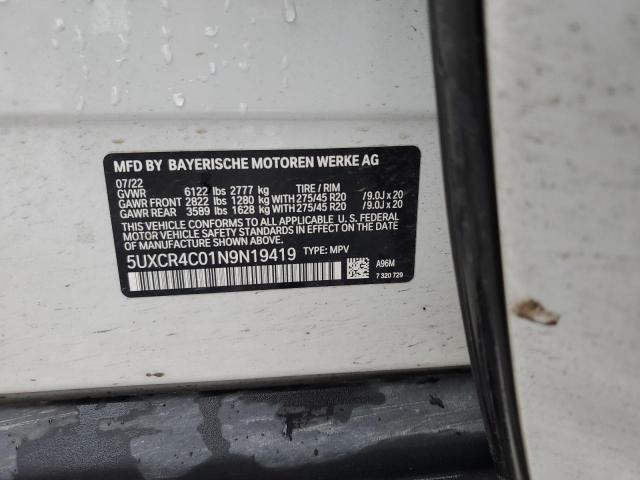 MFD BY BAYERISCHE MOTOREN WERKE AG
07/22
GVWR 6122 lbs 2777 kg TIRE / RIM
GAWR FRONT 2822 lbs 1280 kg WITH 275/45 R20 / 9.0J x 20
GAWR REAR 3589 lbs 1628 kg WITH 275/45 R20 / 9.0J x 20
THIS VEHICLE CONFORMS TO ALL APPLICABLE U.S. FEDERAL
MOTOR VEHICLE SAFETY STANDARDS IN EFFECT ON THE DATE OF
MANUFACTURE SHOWN ABOVE.
5UXCR4C01N9N19419 TYPE: MPV
A96M
7 320 729